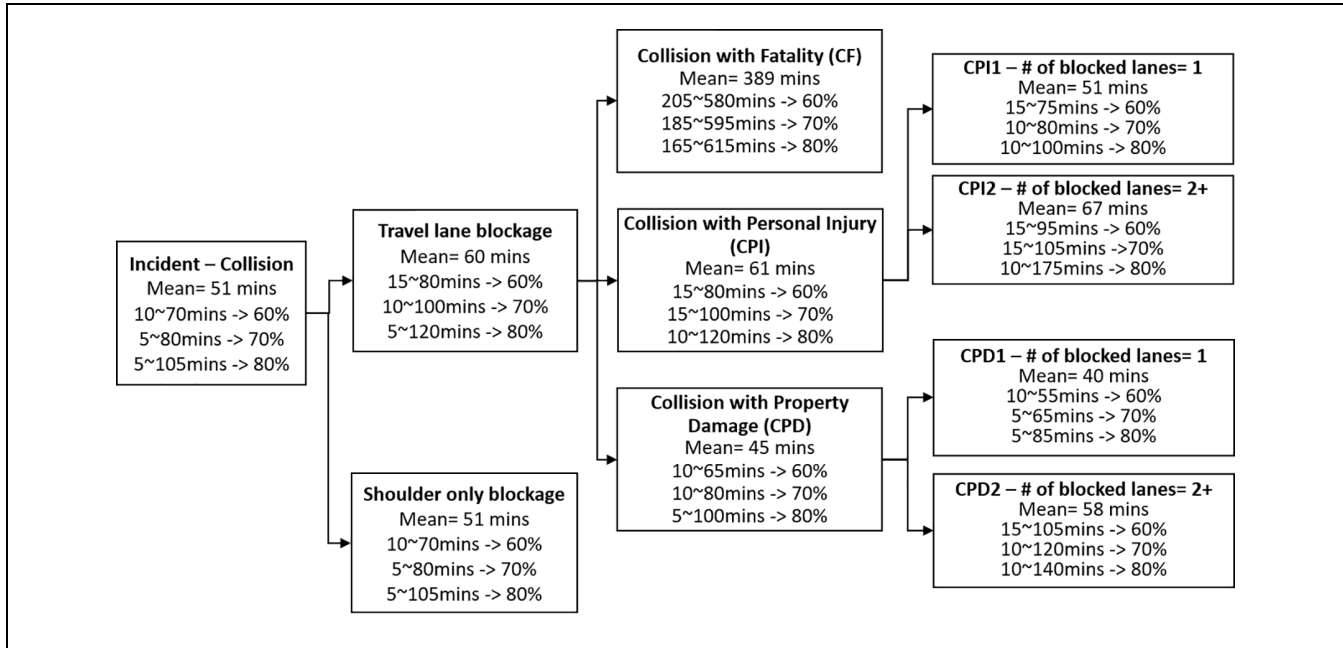 Incident – Collision
Mean= 51 mins
10~70mins -> 60%
5~80mins -> 70%
5~105mins -> 80%
Travel lane blockage
Mean= 60 mins
15~80mins -> 60%
10~100mins -> 70%
5~120mins -> 80%
Shoulder only blockage
Mean= 51 mins
10~70mins -> 60%
5~80mins -> 70%
5~105mins -> 80%
Collision with Fatality (CF)
Mean= 389 mins
205~580mins -> 60%
185~595mins -> 70%
165~615mins -> 80%
Collision with Personal Injury
(CPI)
Mean= 61 mins
15~80mins -> 60%
15~100mins -> 70%
10~120mins -> 80%
Collision with Property
Damage (CPD)
Mean= 45 mins
10~65mins -> 60%
10~80mins -> 70%
5~100mins -> 80%
CPI1 – # of blocked lanes= 1
Mean= 51 mins
15~75mins -> 60%
10~80mins -> 70%
10~100mins -> 80%
CPI2 – # of blocked lanes= 2+
Mean= 67 mins
15~95mins -> 60%
15~105mins ->70%
10~175mins -> 80%
CPD1 – # of blocked lanes= 1
Mean= 40 mins
10~55mins -> 60%
5~65mins -> 70%
5~85mins -> 80%
CPD2 – # of blocked lanes= 2+
Mean= 58 mins
15~105mins -> 60%
10~120mins -> 70%
10~140mins -> 80%